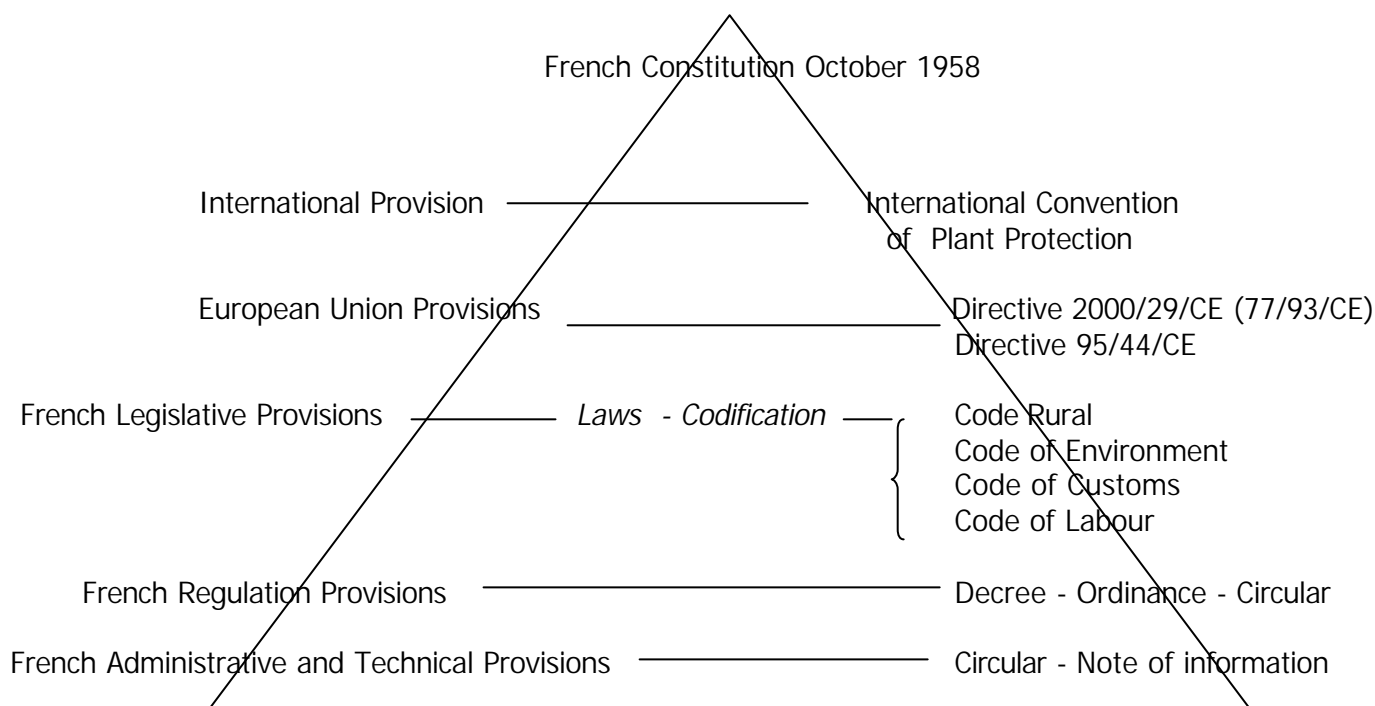 French Constitution October 1958
International Provision International Convention
of Plant Protection
European Union Provisions Directive 2000/29/CE (77/93/CE)
Directive 95/44/CE
French Legislative Provisions Laws - Codification Code Rural
Code of Environment
Code of Customs
Code of Labour
French Regulation Provisions Decree - Ordinance - Circular
French Administrative and Technical Provisions Circular - Note of information